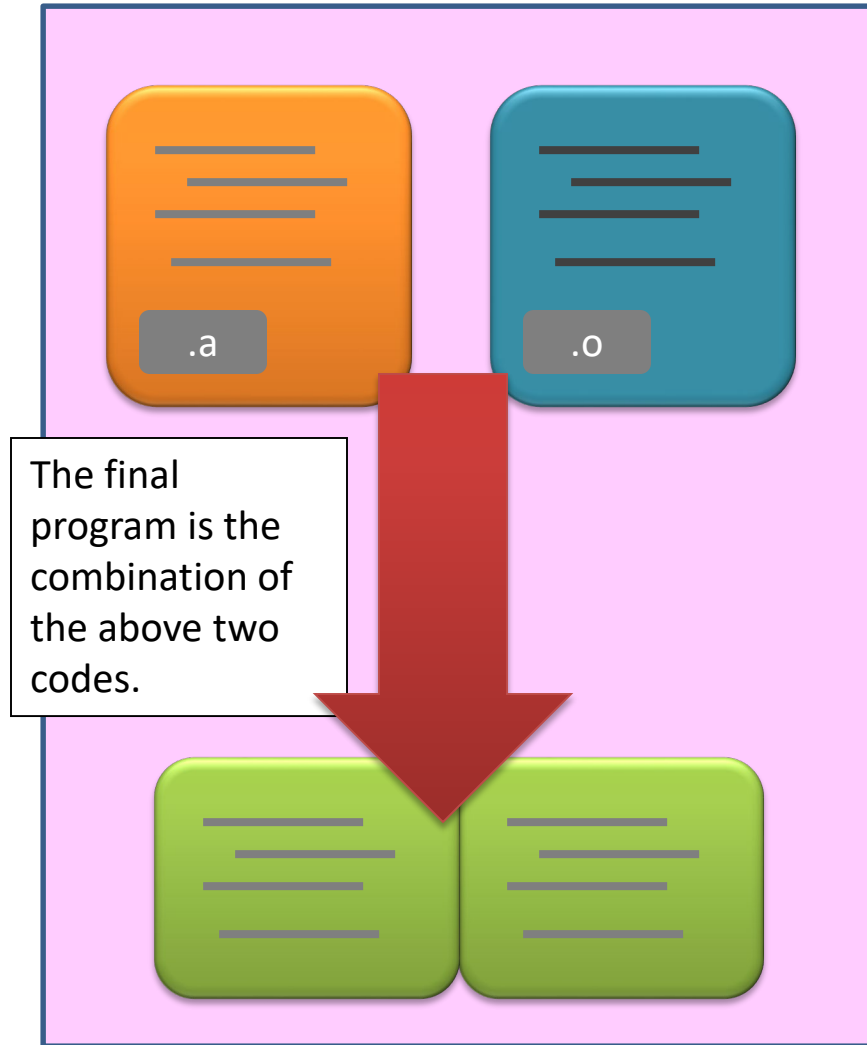 .a
.o
The final
program is the
combination of
the above two
codes.